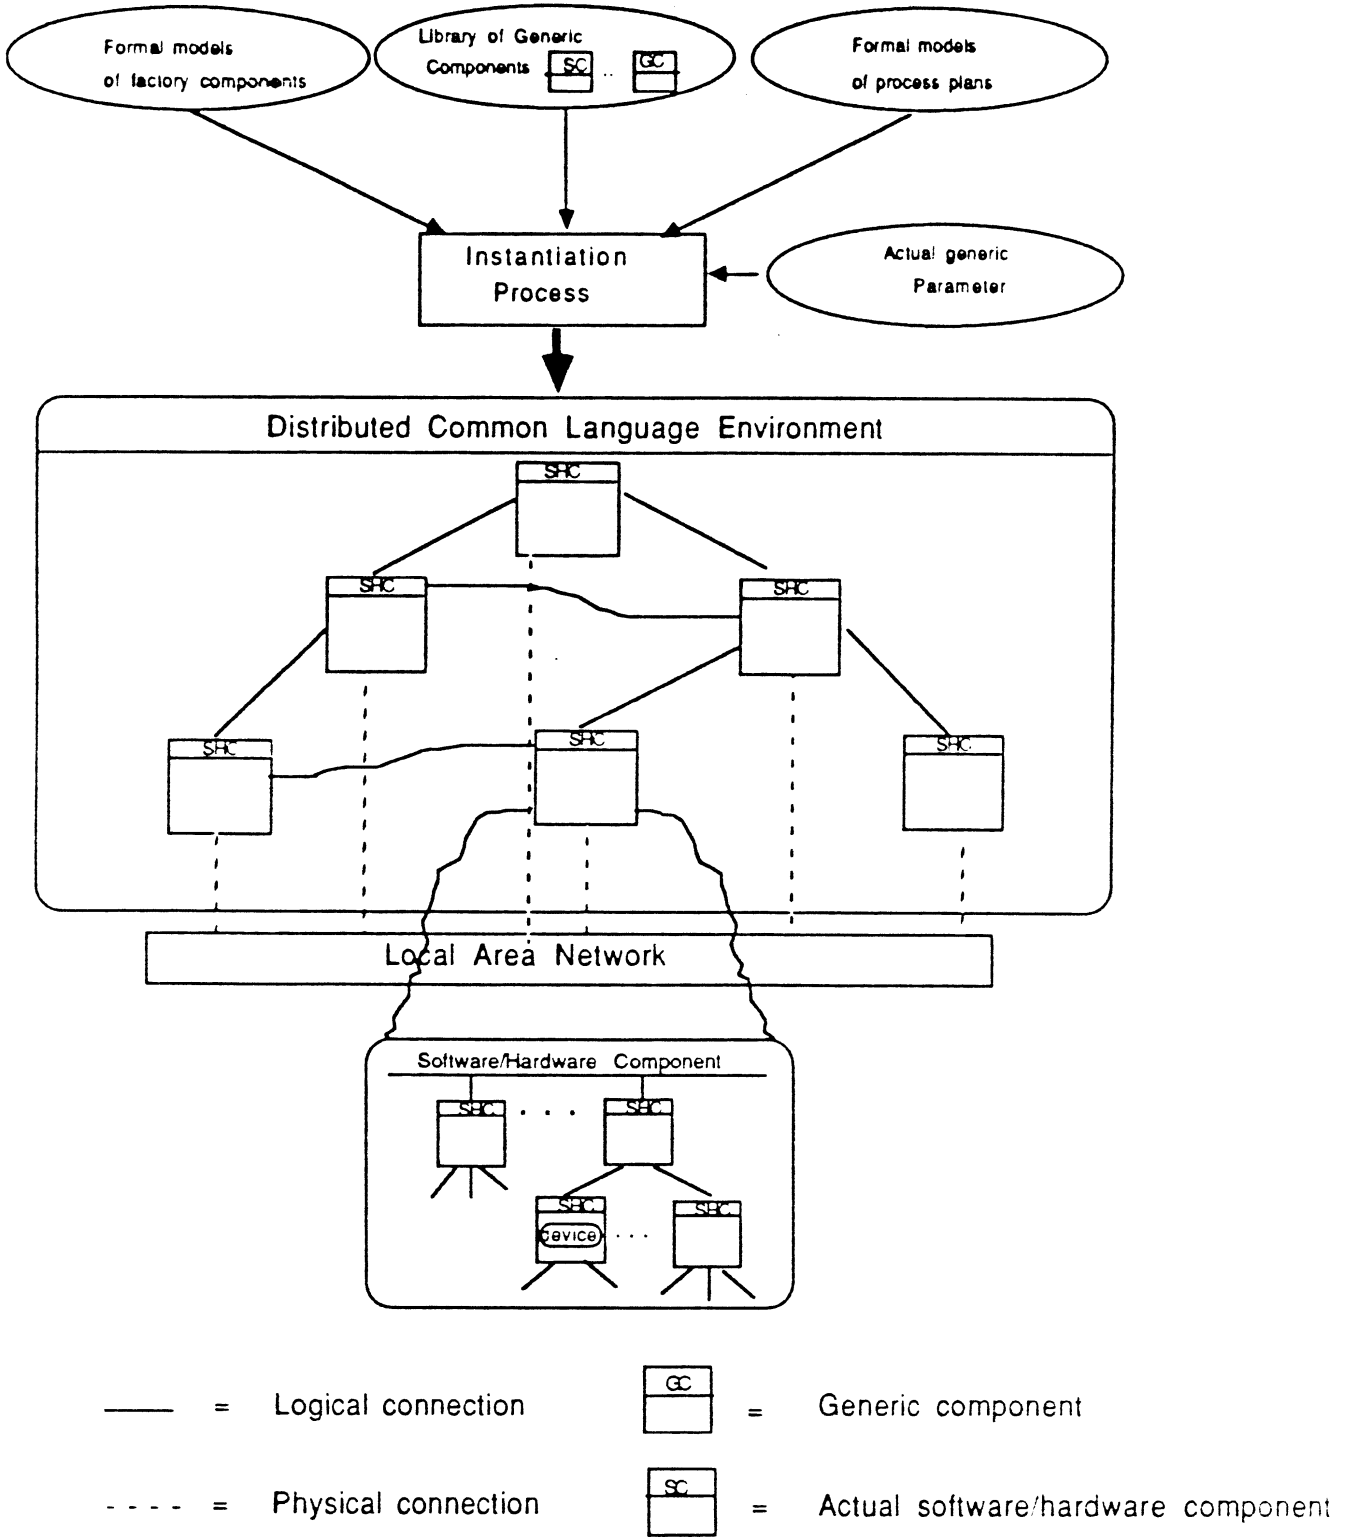 Formal models
of factory components
Library of Generic
Components SC .. GC
Formal models
of process plans
Instantiation
Process
Actual generic
Parameter
Distributed Common Language Environment
SHC
SHC
SHC
SHC
SHC
SHC
Local Area Network
Software/Hardware Component
SHC . . . SHC
SHC
SHC
device . . .
= Logical connection
GC
= Generic component
- - - - = Physical connection
SC
= Actual software/hardware component